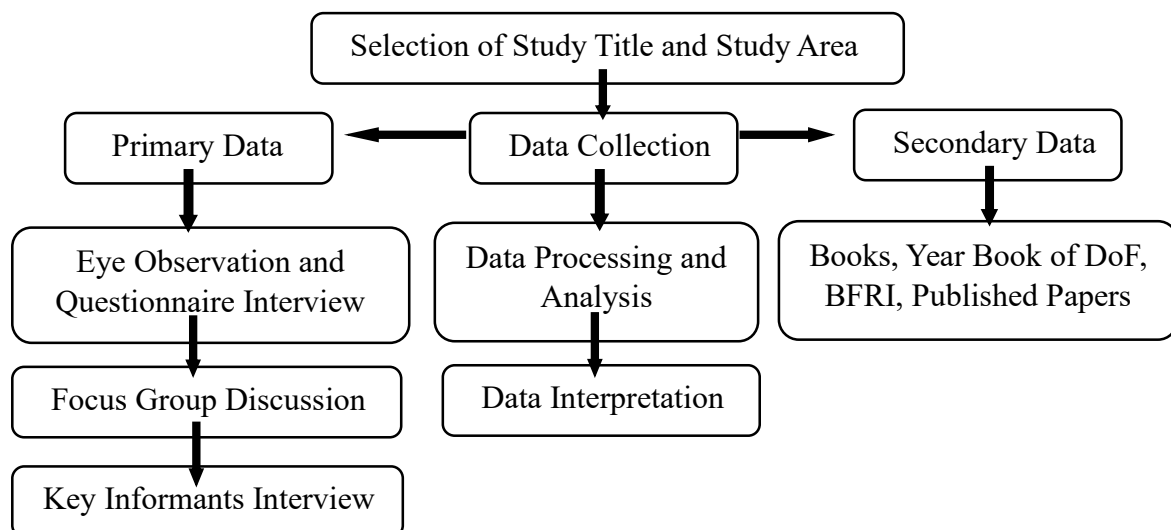 Selection of Study Title and Study Area
Primary Data
Data Collection
Secondary Data
Eye Observation and
Questionnaire Interview
Data Processing and
Analysis
Books, Year Book of DoF,
BFRI, Published Papers
Focus Group Discussion
Data Interpretation
Key Informants Interview